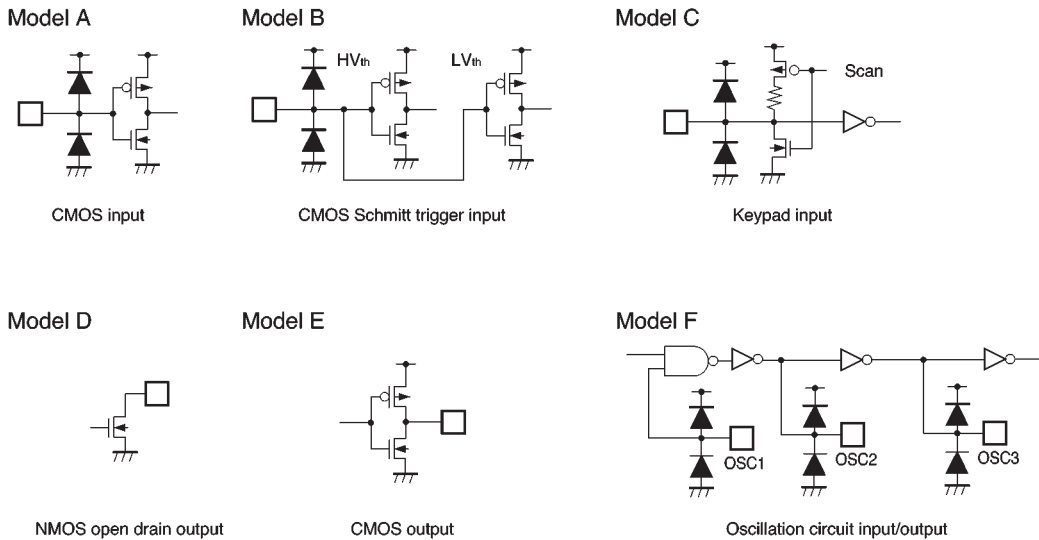 Model A
Model B
Model C
HVth
LVth
Scan
CMOS input
CMOS Schmitt trigger input
Keypad input
Model D
Model E
Model F
OSC1
OSC2
OSC3
NMOS open drain output
CMOS output
Oscillation circuit input/output